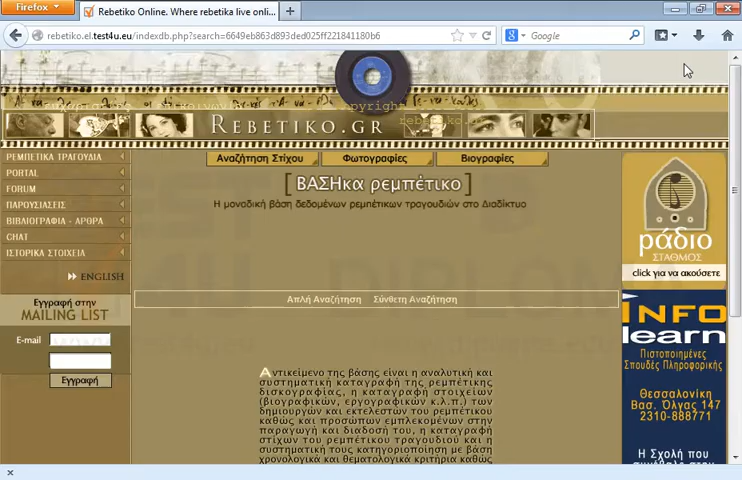 Firefox
Rebetiko Online. Where rebetika live onli...
rebetiko.el.test4u.eu/indexdb.php?search=6649eb863d893ded025ff221841180b6
Google
REBETIKO.GR
ΡΕΜΠΕΤΙΚΑ ΤΡΑΓΟΥΔΙΑ
PORTAL
FORUM
ΠΑΡΟΥΣΙΑΣΕΙΣ
ΒΙΒΛΙΟΓΡΑΦΙΑ - ΑΡΘΡΑ
CHAT
ΙΣΤΟΡΙΚΑ ΣΤΟΙΧΕΙΑ
ENGLISH
Εγγραφή στην
MAILING LIST
E-mail
Εγγραφή
Αναζήτηση Στίχου
Φωτογραφίες
Βιογραφίες
[ΒΑΣΗκα ρεμπέτικο]
Η μοναδική βάση δεδομένων ρεμπέτικων τραγουδιών στο Διαδίκτυο
Απλή Αναζήτηση Σύνθετη Αναζήτηση
Αντικείμενο της βάσης είναι η αναλυτική και
συστηματική καταγραφή της ρεμπέτικης
δισκογραφίας, η καταγραφή στοιχείων
(βιογραφικών, εργογραφικών κ.λ.π.) των
δημιουργών και εκτελεστών του ρεμπέτικου
καθώς και προσώπων εμπλεκομένων στην
παραγωγή και διαδοσή του, η καταγραφή
στίχων του ρεμπέτικου τραγουδιού και η
συστηματική τους κατηγοριοποίηση με βάση
χρονολογικά και θεματολογικά κριτήρια καθώς
ράδιο
ΣΤΑΘΜΟΣ
click για να ακούσετε
INFO
learn
Πιστοποιημένες
Σπουδές Πληροφορικής
Θεσσαλονίκη
Βασ. Όλγας 147
2310-888771
Η Σχολή που